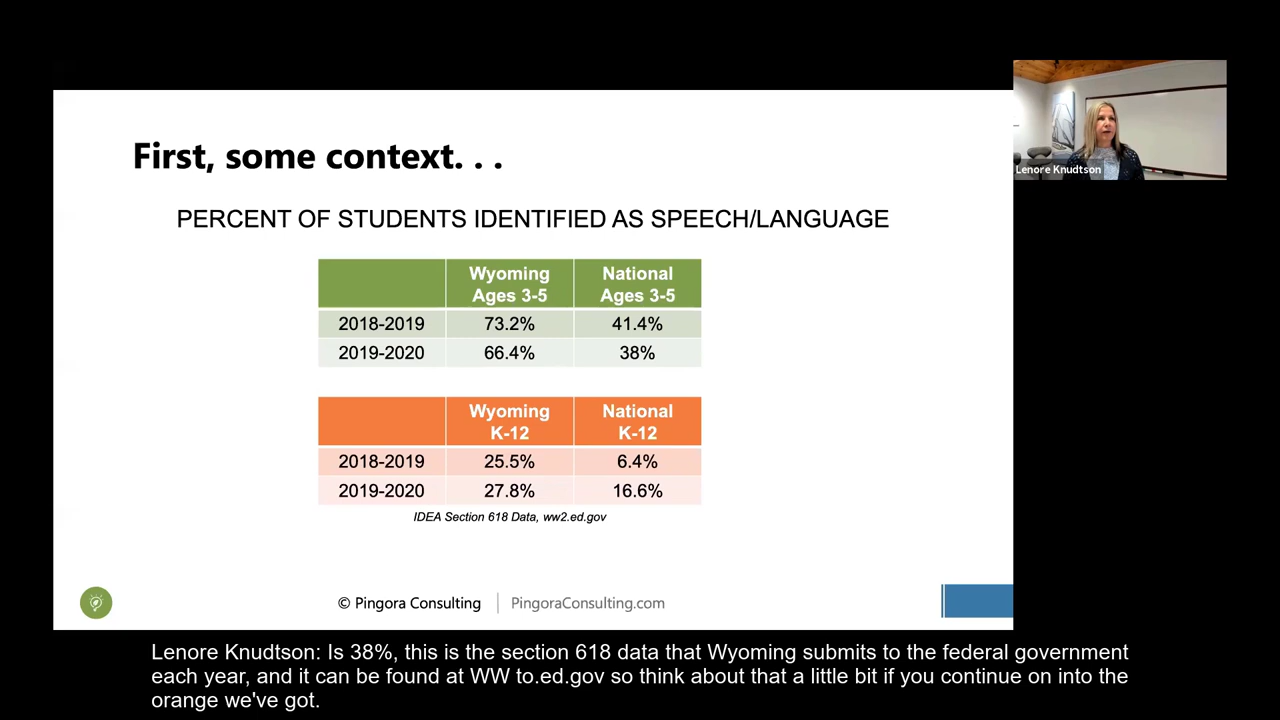 First, some context. . .
PERCENT OF STUDENTS IDENTIFIED AS SPEECH/LANGUAGE
Wyoming Ages 3-5 National Ages 3-5
2018-2019 73.2% 41.4%
2019-2020 66.4% 38%
Wyoming K-12 National K-12
2018-2019 25.5% 6.4%
2019-2020 27.8% 16.6%
IDEA Section 618 Data, ww2.ed.gov
© Pingora Consulting PingoraConsulting.com
Lenore Knudtson
Lenore Knudtson: Is 38%, this is the section 618 data that Wyoming submits to the federal government
each year, and it can be found at WW to.ed.gov so think about that a little bit if you continue on into the
orange we've got.